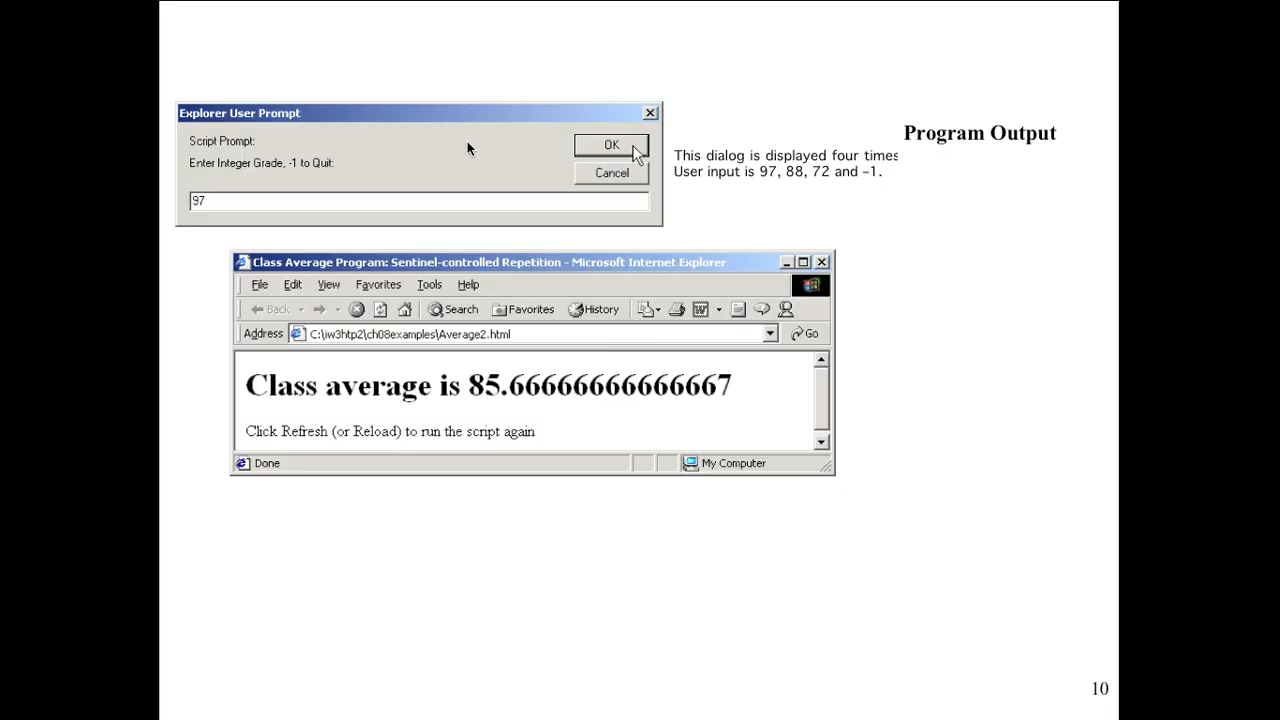 Explorer User Prompt
Script Prompt:
Enter Integer Grade, -1 to Quit:
OK
Cancel
97
Program Output
This dialog is displayed four times
User input is 97, 88, 72 and –1.
Class Average Program: Sentinel-controlled Repetition - Microsoft Internet Explorer
File Edit View Favorites Tools Help
Back Search Favorites History
Address C:\iw3htp2\ch08examples\Average2.html Go
Class average is 85.66666666666667
Click Refresh (or Reload) to run the script again
Done My Computer
10